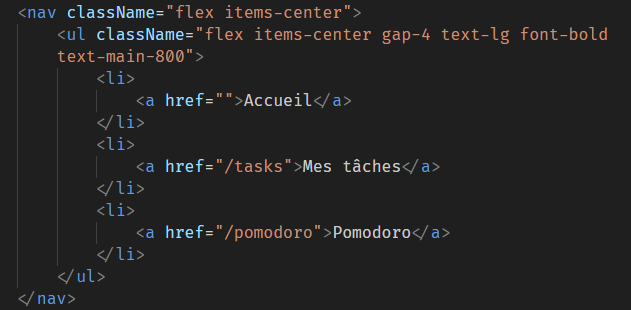 <nav className="flex items-center">
<ul className="flex items-center gap-4 text-lg font-bold
text-main-800">
<li>
<a href="">Accueil</a>
</li>
<li>
<a href="/tasks">Mes tâches</a>
</li>
<li>
<a href="/pomodoro">Pomodoro</a>
</li>
</ul>
</nav>